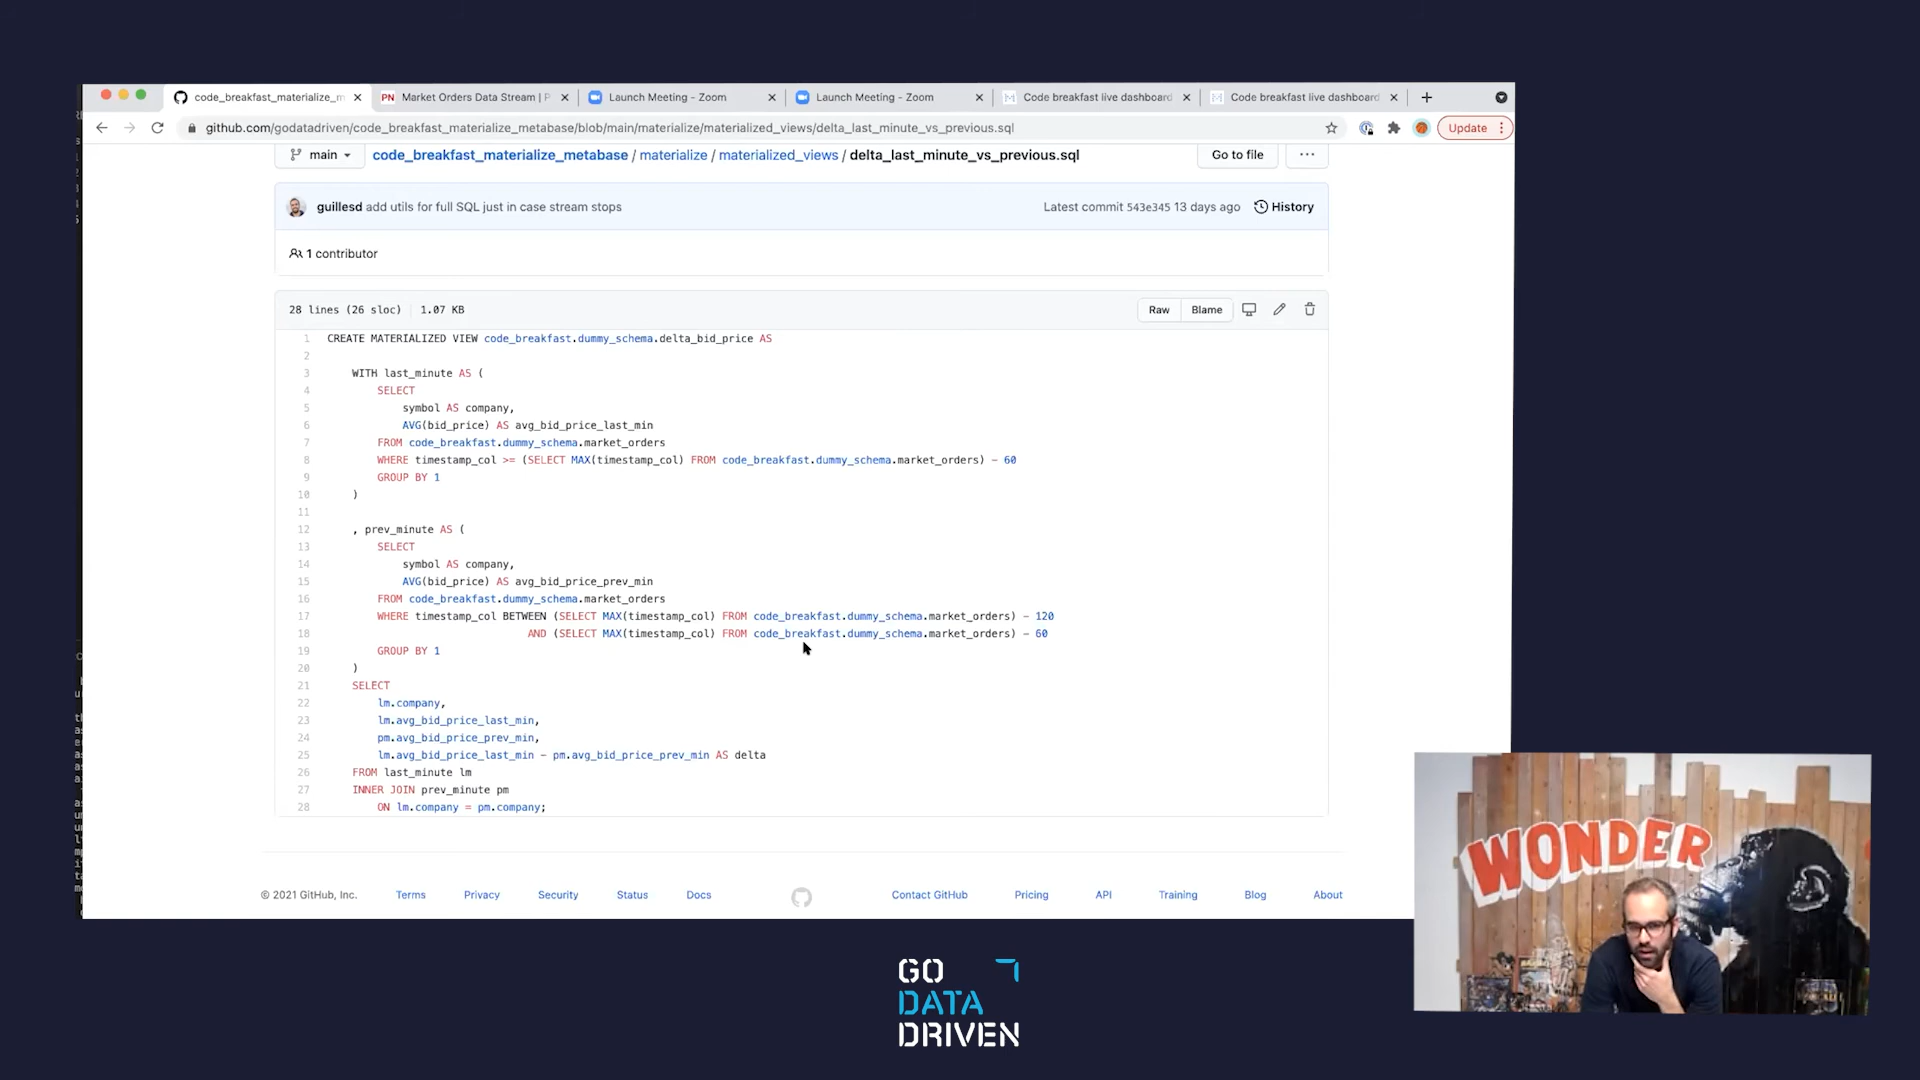 code_breakfast_materialize_m
Market Orders Data Stream | P
Launch Meeting - Zoom
Launch Meeting - Zoom
Code breakfast live dashboard
Code breakfast live dashboard
github.com/godatadriven/code_breakfast_materialize_metabase/blob/main/materialize/materialized_views/delta_last_minute_vs_previous.sql
Update
main
code_breakfast_materialize_metabase / materialize / materialized_views / delta_last_minute_vs_previous.sql
Go to file
guillesd add utils for full SQL just in case stream stops
Latest commit 543e345 13 days ago
History
1 contributor
28 lines (26 sloc) | 1.07 KB
Raw
Blame
1 CREATE MATERIALIZED VIEW code_breakfast.dummy_schema.delta_bid_price AS
2
3 WITH last_minute AS (
4 SELECT
5 symbol AS company,
6 AVG(bid_price) AS avg_bid_price_last_min
7 FROM code_breakfast.dummy_schema.market_orders
8 WHERE timestamp_col >= (SELECT MAX(timestamp_col) FROM code_breakfast.dummy_schema.market_orders) - 60
9 GROUP BY 1
10 )
11
12 , prev_minute AS (
13 SELECT
14 symbol AS company,
15 AVG(bid_price) AS avg_bid_price_prev_min
16 FROM code_breakfast.dummy_schema.market_orders
17 WHERE timestamp_col BETWEEN (SELECT MAX(timestamp_col) FROM code_breakfast.dummy_schema.market_orders) - 120
18 AND (SELECT MAX(timestamp_col) FROM code_breakfast.dummy_schema.market_orders) - 60
19 GROUP BY 1
20 )
21 SELECT
22 lm.company,
23 lm.avg_bid_price_last_min,
24 pm.avg_bid_price_prev_min,
25 lm.avg_bid_price_last_min - pm.avg_bid_price_prev_min AS delta
26 FROM last_minute lm
27 INNER JOIN prev_minute pm
28 ON lm.company = pm.company;
© 2021 GitHub, Inc.
Terms
Privacy
Security
Status
Docs
Contact GitHub
Pricing
API
Training
Blog
About
WONDER
GO
DATA
DRIVEN